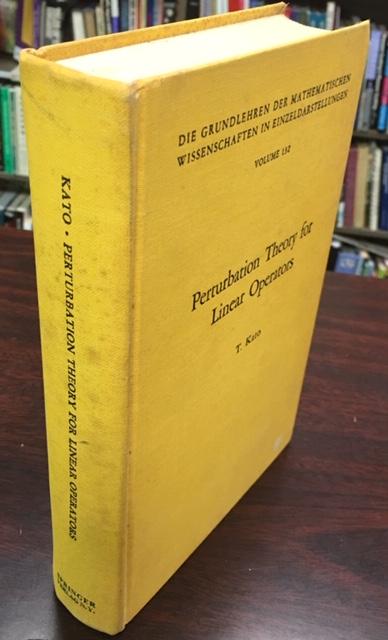 KATO • PERTURBATION THEORY FOR LINEAR OPERATORS
SPRINGER
VERLAG N.Y.
DIE GRUNDLEHREN DER MATHEMATISCHEN
WISSENSCHAFTEN IN EINZELDARSTELLUNGEN
VOLUME 132
Perturbation Theory for
Linear Operators
T. Kato